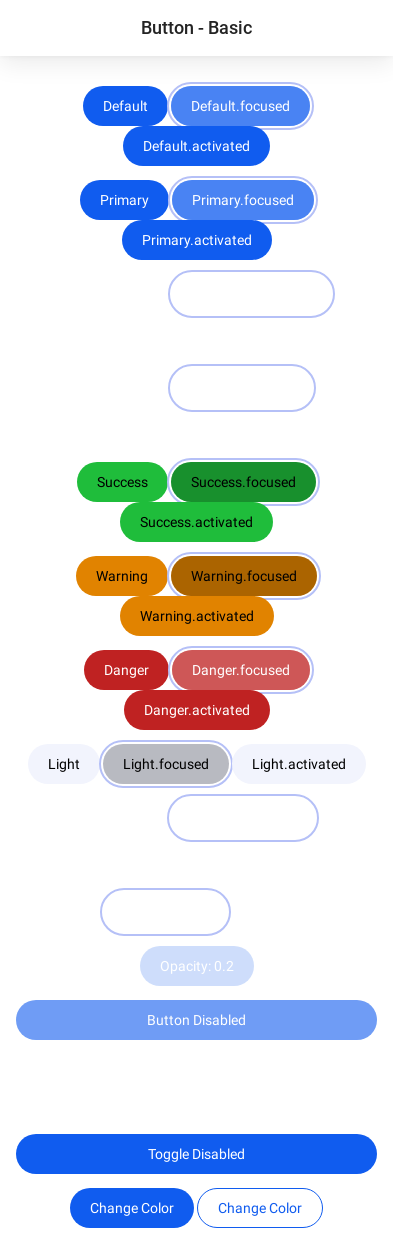 Button - Basic
Default Default.focused
Default.activated
Primary Primary.focused
Primary.activated
Success Success.focused
Success.activated
Warning Warning.focused
Warning.activated
Danger Danger.focused
Danger.activated
Light Light.focused Light.activated
Opacity: 0.2
Button Disabled
Toggle Disabled
Change Color Change Color